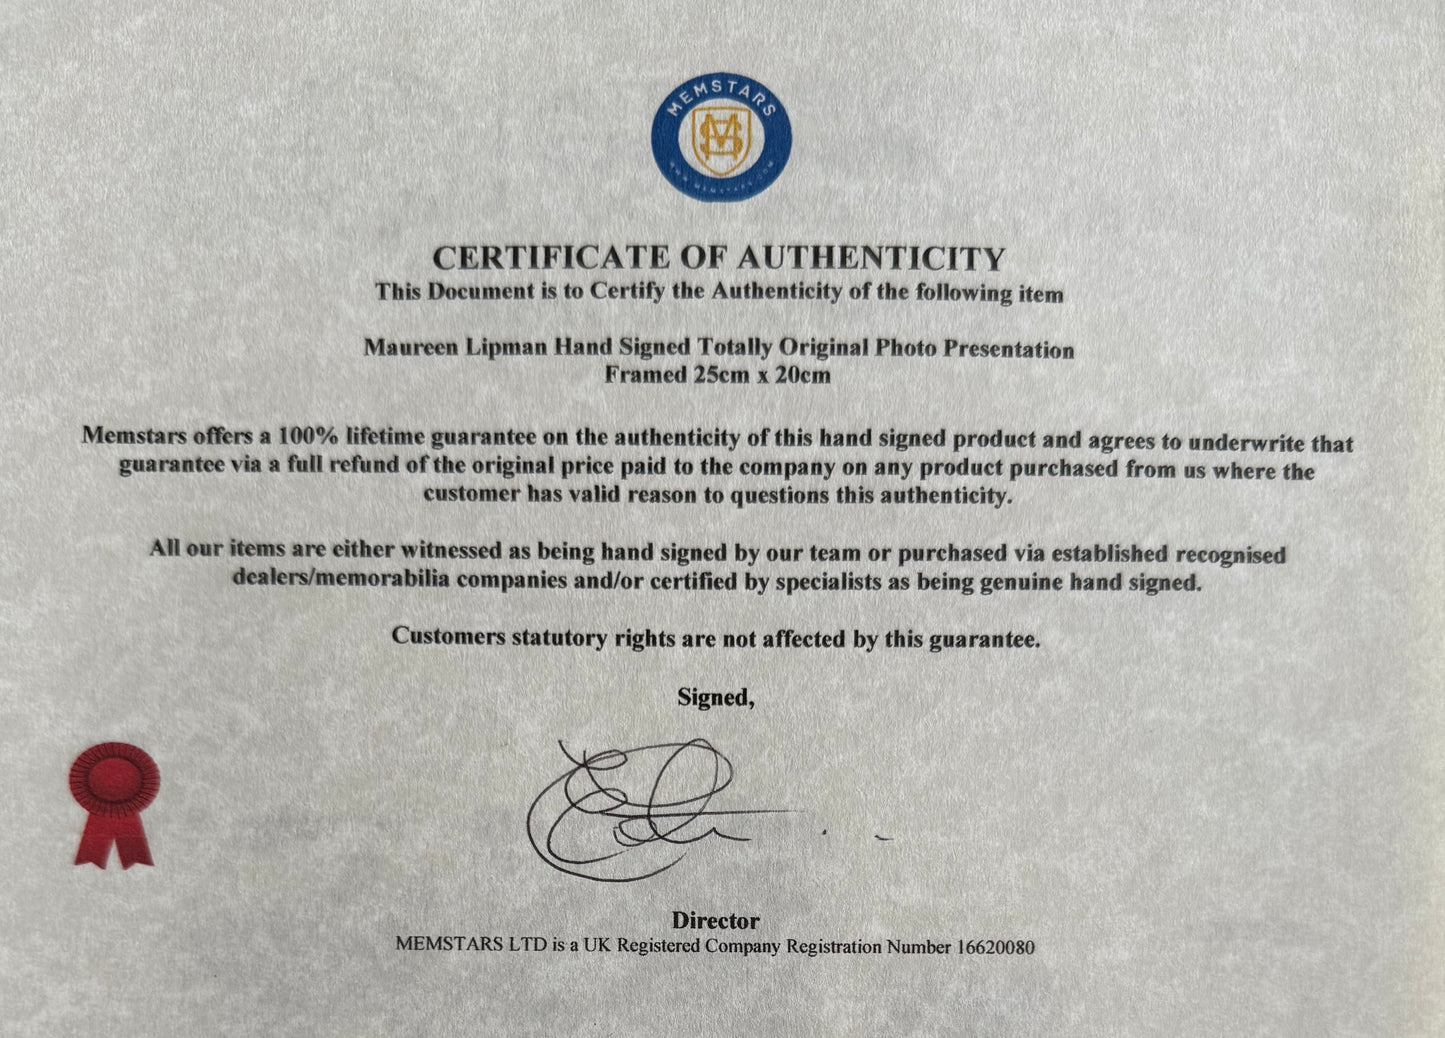 MEMSTARS
MS
WWW.MEMSTARS.COM
CERTIFICATE OF AUTHENTICITY
This Document is to Certify the Authenticity of the following item
Maureen Lipman Hand Signed Totally Original Photo Presentation
Framed 25cm x 20cm
Memstars offers a 100% lifetime guarantee on the authenticity of this hand signed product and agrees to underwrite that
guarantee via a full refund of the original price paid to the company on any product purchased from us where the
customer has valid reason to questions this authenticity.
All our items are either witnessed as being hand signed by our team or purchased via established recognised
dealers/memorabilia companies and/or certified by specialists as being genuine hand signed.
Customers statutory rights are not affected by this guarantee.
Signed,
Director
MEMSTARS LTD is a UK Registered Company Registration Number 16620080